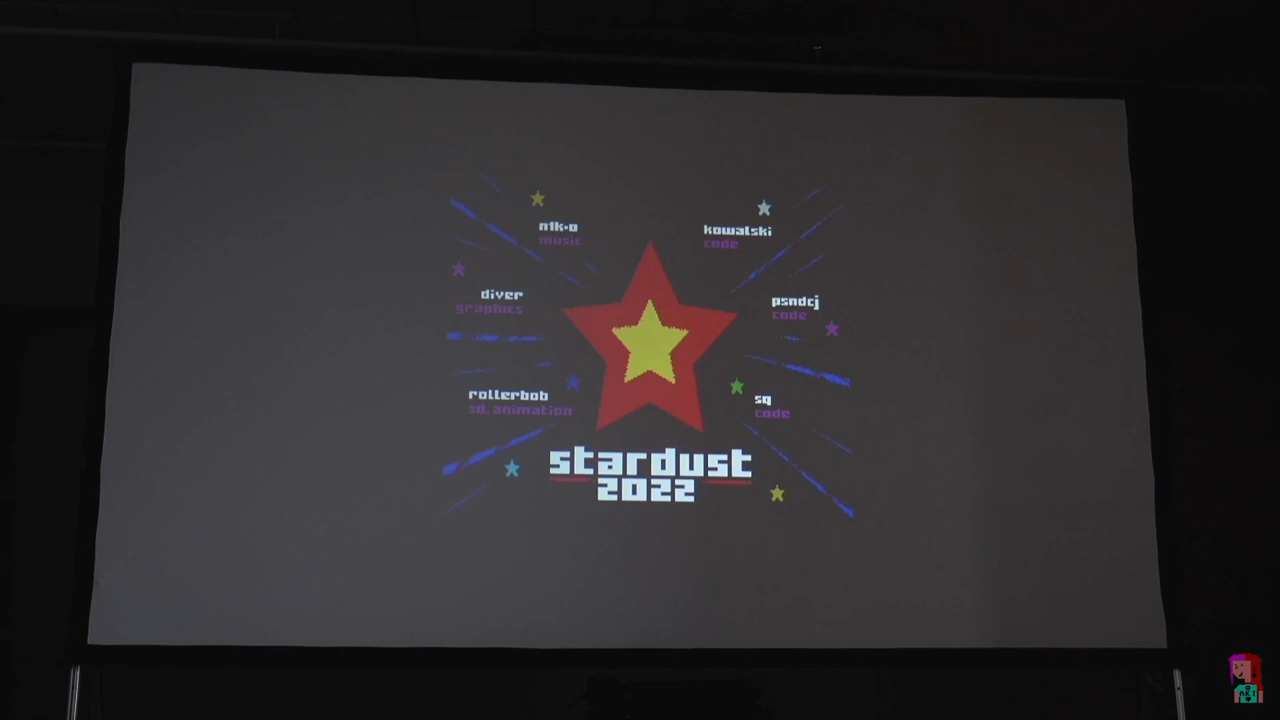 n1k-o
music
kowalski
code
diver
graphics
psndcj
code
rollerbob
3d, animation
sq
code
stardust
2022